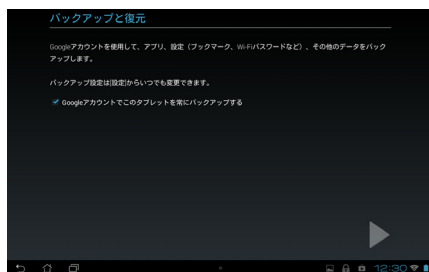 バックアップと復元
Googleアカウントを使用して、アプリ、設定（ブックマーク、Wi-Fiパスワードなど）、その他のデータをバック
アップします。
バックアップ設定は[設定]からいつでも変更できます。
Googleアカウントでこのタブレットを常にバックアップする
12:30